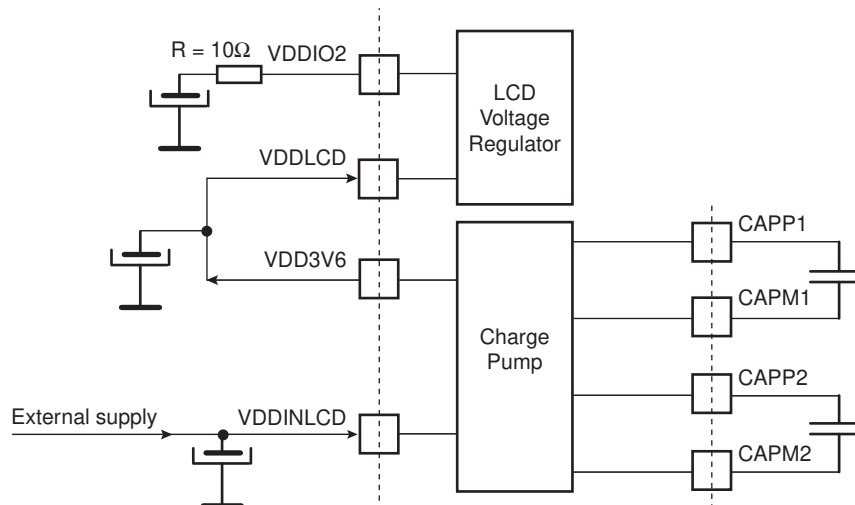 R = 10Ω
VDDIO2
LCD
Voltage
Regulator
VDDLCD
VDD3V6
CAPP1
CAPM1
Charge
Pump
CAPP2
CAPM2
External supply
VDDINLCD